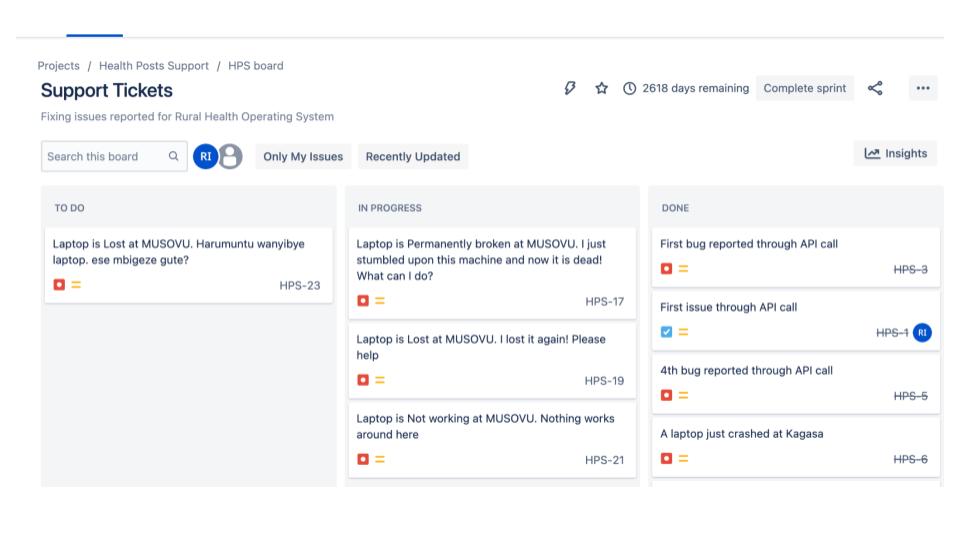 Projects / Health Posts Support / HPS board
Support Tickets
2618 days remaining
Complete sprint
Fixing issues reported for Rural Health Operating System
Search this board
RI
Only My Issues
Recently Updated
Insights
TO DO
Laptop is Lost at MUSOVU. Harumuntu wanyibye
laptop. ese mbigeze gute?
HPS-23
IN PROGRESS
Laptop is Permanently broken at MUSOVU. I just
stumbled upon this machine and now it is dead!
What can I do?
HPS-17
Laptop is Lost at MUSOVU. I lost it again! Please
help
HPS-19
Laptop is Not working at MUSOVU. Nothing works
around here
HPS-21
DONE
First bug reported through API call
HPS-3
First issue through API call
HPS-1
RI
4th bug reported through API call
HPS-5
A laptop just crashed at Kagasa
HPS-6